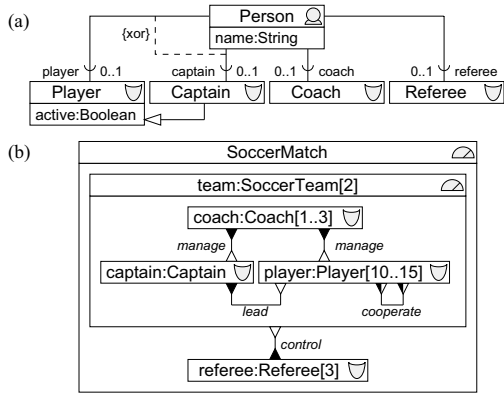 (a)
Person
name:String
{xor}
player 0..1 captain 0..1 0..1 coach 0..1 referee
Player Captain Coach Referee
active:Boolean
(b)
SoccerMatch
team:SoccerTeam[2]
coach:Coach[1..3]
manage manage
captain:Captain player:Player[10..15]
lead cooperate
control
referee:Referee[3]